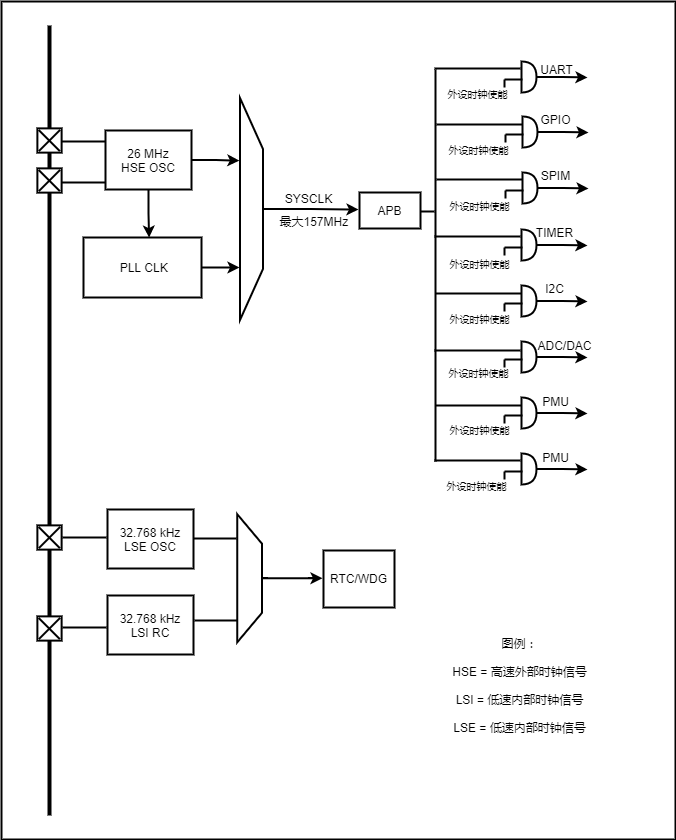 UART
外设时钟使能
GPIO
外设时钟使能
26 MHz
HSE OSC
SPIM
外设时钟使能
SYSCLK
最大157MHz
APB
TIMER
外设时钟使能
PLL CLK
I2C
外设时钟使能
ADC/DAC
外设时钟使能
PMU
外设时钟使能
PMU
外设时钟使能
32.768 kHz
LSE OSC
RTC/WDG
32.768 kHz
LSI RC
图例：
HSE = 高速外部时钟信号
LSI = 低速内部时钟信号
LSE = 低速内部时钟信号